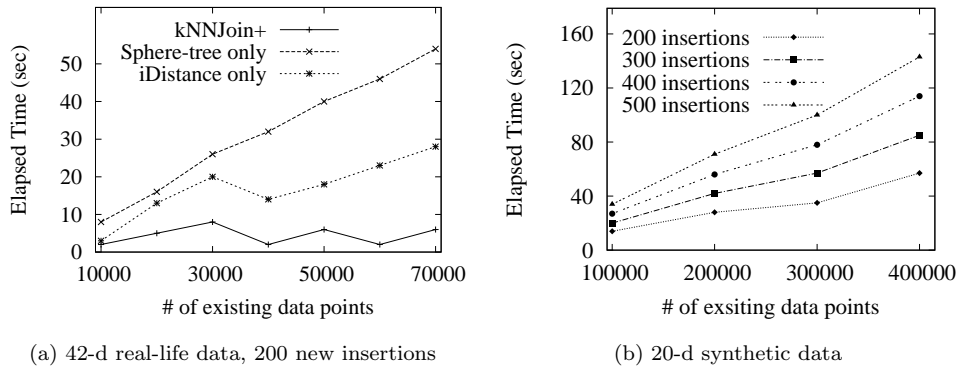 kNNJoin+
Sphere-tree only
iDistance only
Elapsed Time (sec)
50
40
30
20
10
0
10000 30000 50000 70000
# of existing data points
(a) 42-d real-life data, 200 new insertions
200 insertions
300 insertions
400 insertions
500 insertions
Elapsed Time (sec)
160
120
80
40
0
100000 200000 300000 400000
# of exsiting data points
(b) 20-d synthetic data